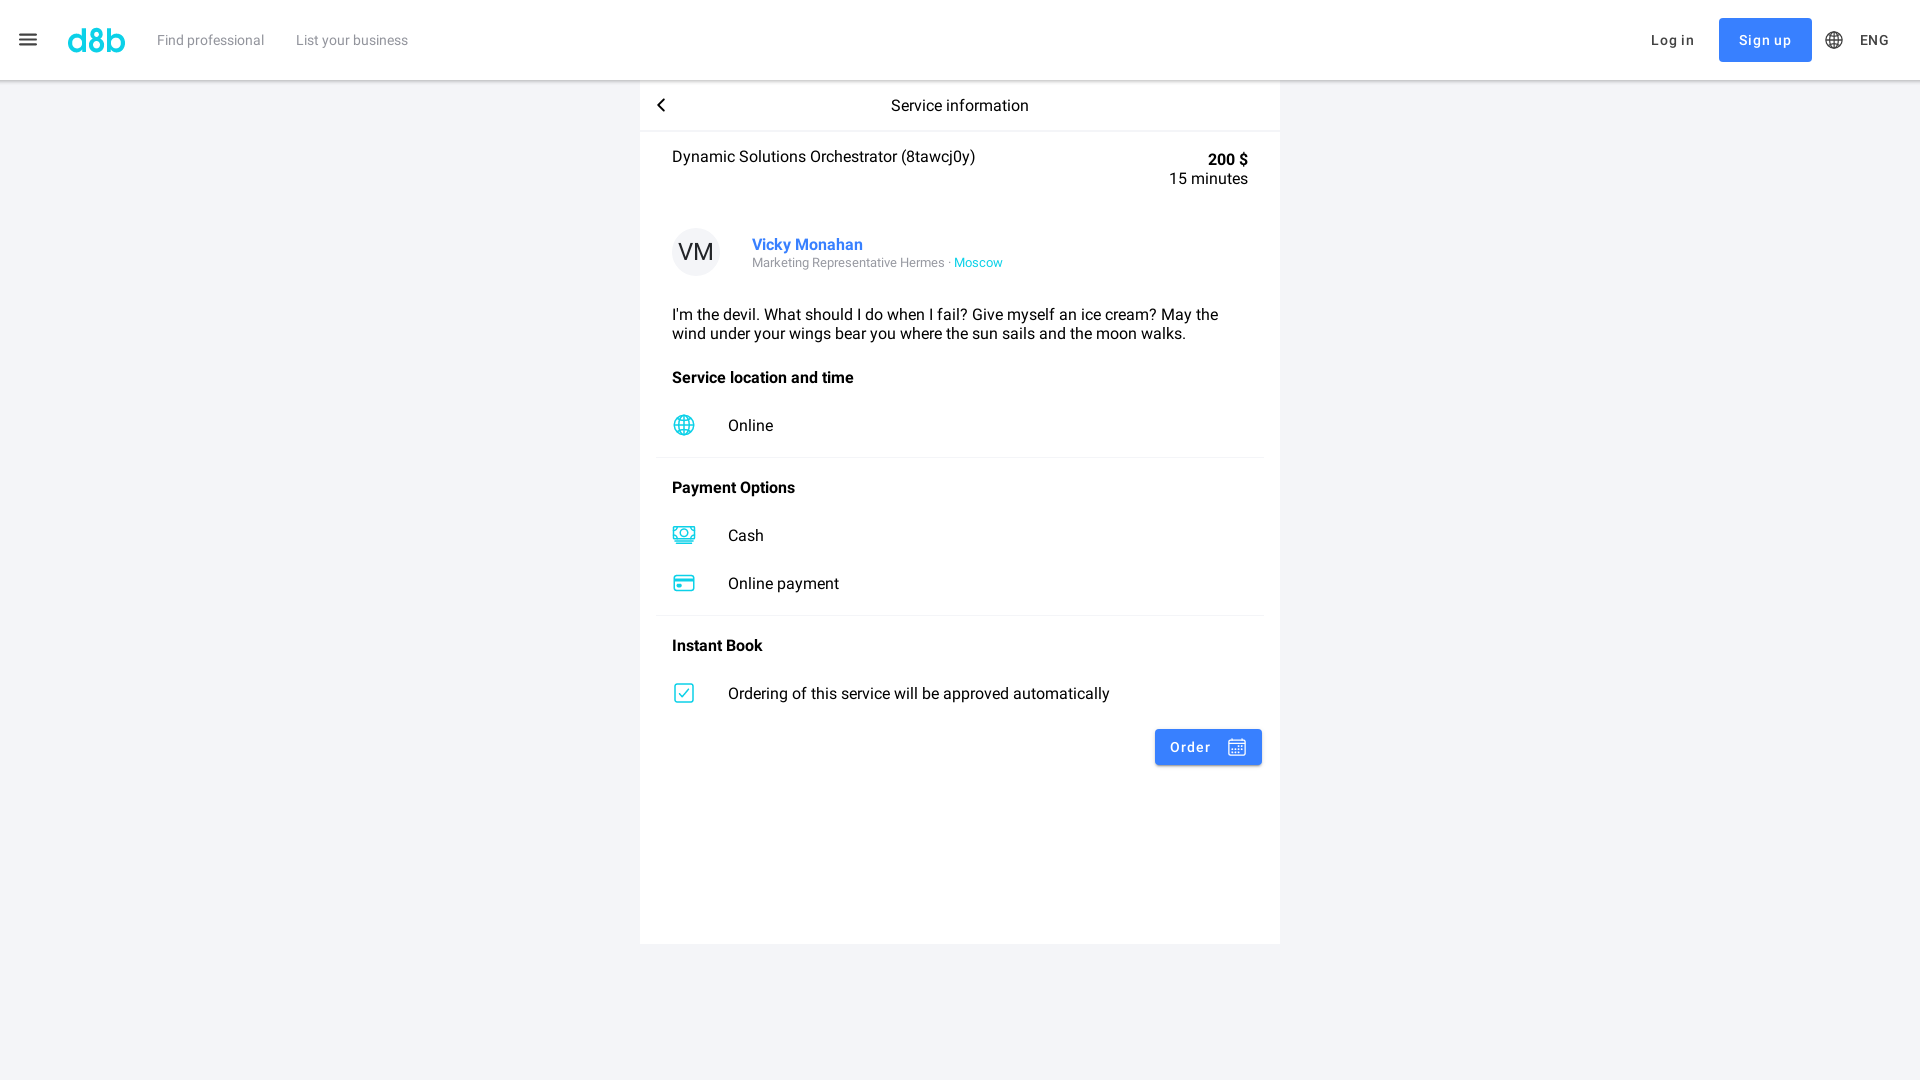 d8b
Find professional
List your business
Log in
Sign up
ENG
Service information
Dynamic Solutions Orchestrator (8tawcj0y)
200 $
15 minutes
VM
Vicky Monahan
Marketing Representative Hermes · Moscow
I'm the devil. What should I do when I fail? Give myself an ice cream? May the
wind under your wings bear you where the sun sails and the moon walks.
Service location and time
Online
Payment Options
Cash
Online payment
Instant Book
Ordering of this service will be approved automatically
Order